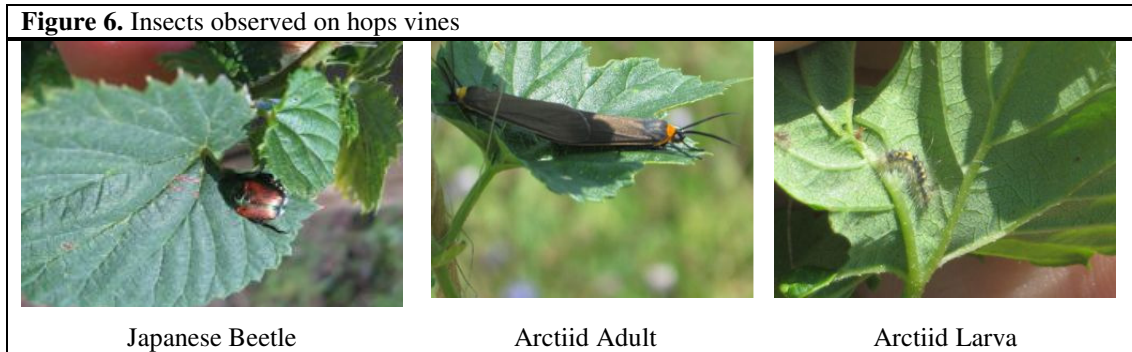 Figure 6. Insects observed on hops vines
Japanese Beetle Arctiid Adult Arctiid Larva